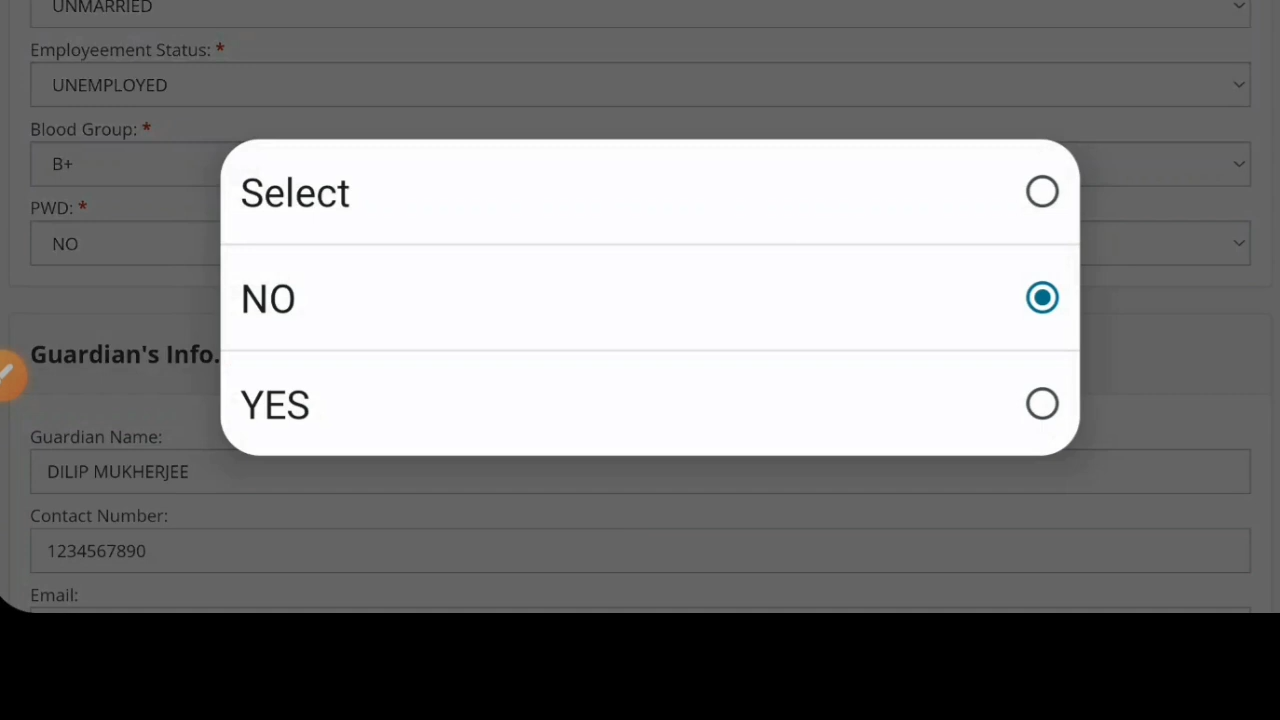 UNMARRIED
Employeement Status: *
UNEMPLOYED
Blood Group: *
B+
PWD: *
NO
Select
NO
YES
Guardian's Info.
Guardian Name:
DILIP MUKHERJEE
Contact Number:
1234567890
Email: